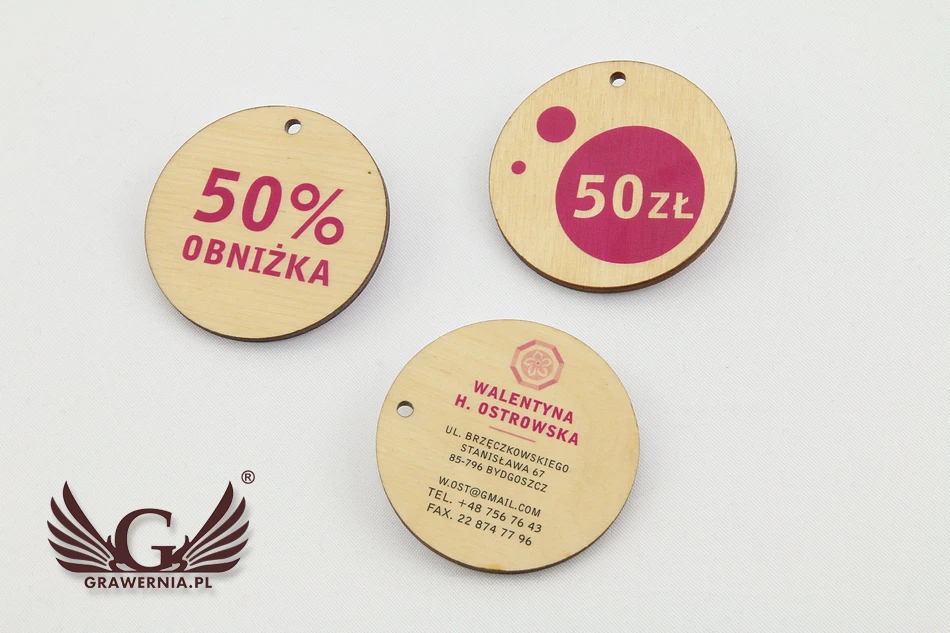 50%
OBNIŻKA
50ZŁ
WALENTYNA
H. OSTROWSKA
UL. BRZĘCZKOWSKIEGO
STANISŁAWA 67
85-796 BYDGOSZCZ
W.OST@GMAIL.COM
TEL. +48 756 76 43
FAX. 22 874 77 96
G®
GRAWERNIA.PL